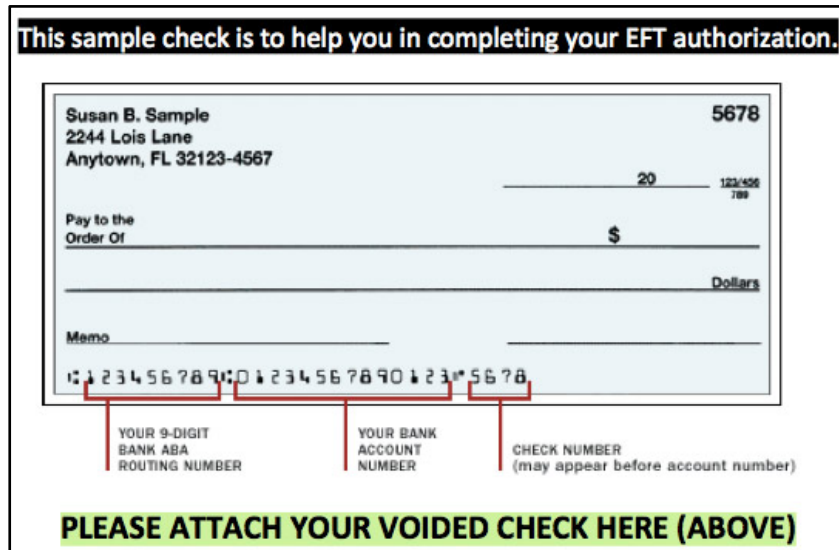 This sample check is to help you in completing your EFT authorization.
Susan B. Sample
5678
2244 Lois Lane
Anytown, FL 32123-4567
20
123/456
789
Pay to the
Order Of
$
Dollars
Memo
⑆123456789⑆01234567890123⑈5678
YOUR 9-DIGIT
BANK ABA
ROUTING NUMBER
YOUR BANK
ACCOUNT
NUMBER
CHECK NUMBER
(may appear before account number)
PLEASE ATTACH YOUR VOIDED CHECK HERE (ABOVE)